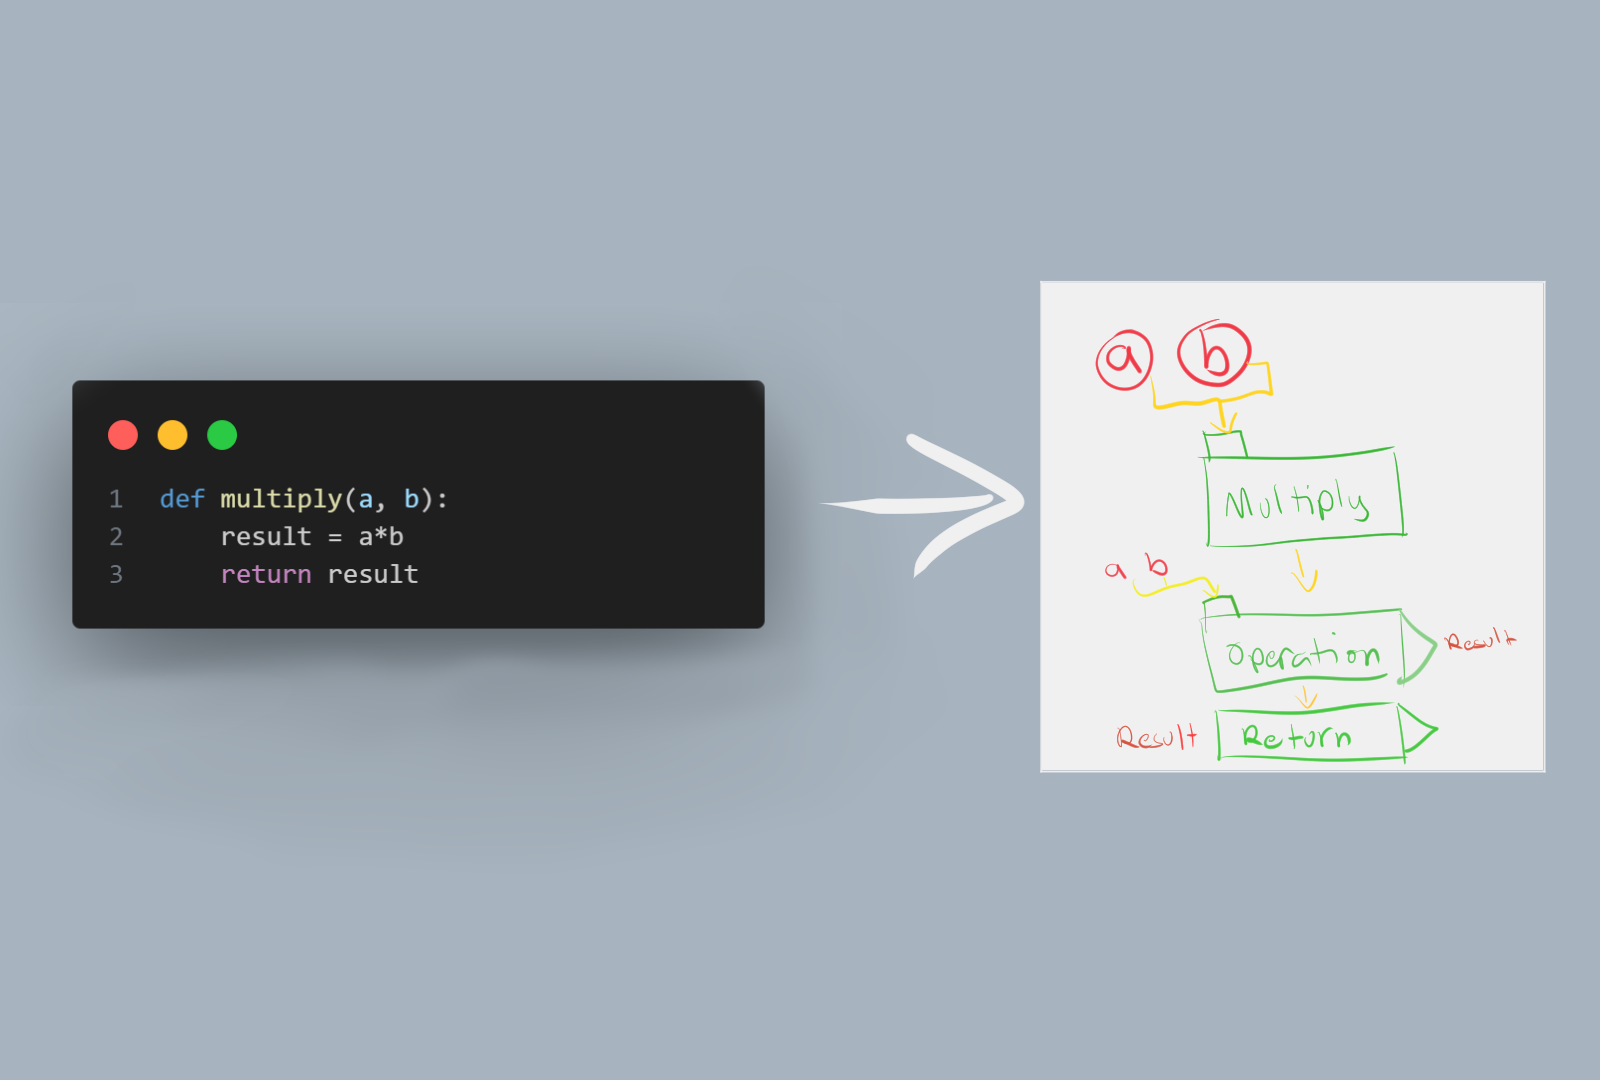 1 def multiply(a, b):
2 result = a*b
3 return result
a b
Multiply
a b
Operation
Result
Result
Return